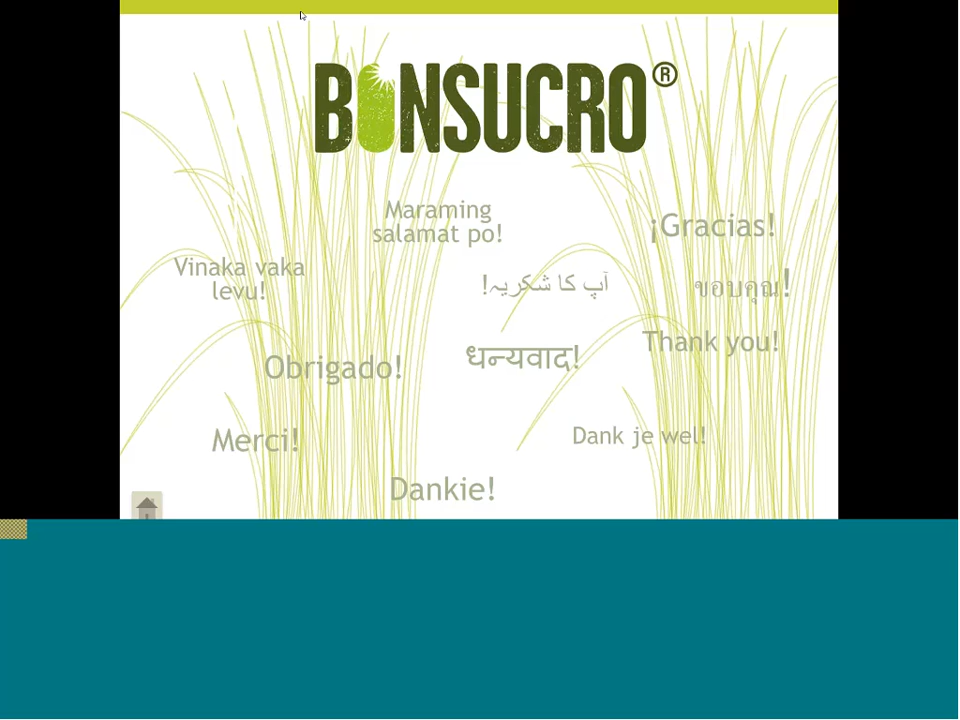 BONSUCRO®
Maraming
salamat po!
¡Gracias!
Vinaka vaka
levu!
آپ کا شکریہ!
ขอบคุณ!
Thank you!
Obrigado!
धन्यवाद!
Merci!
Dank je wel!
Dankie!